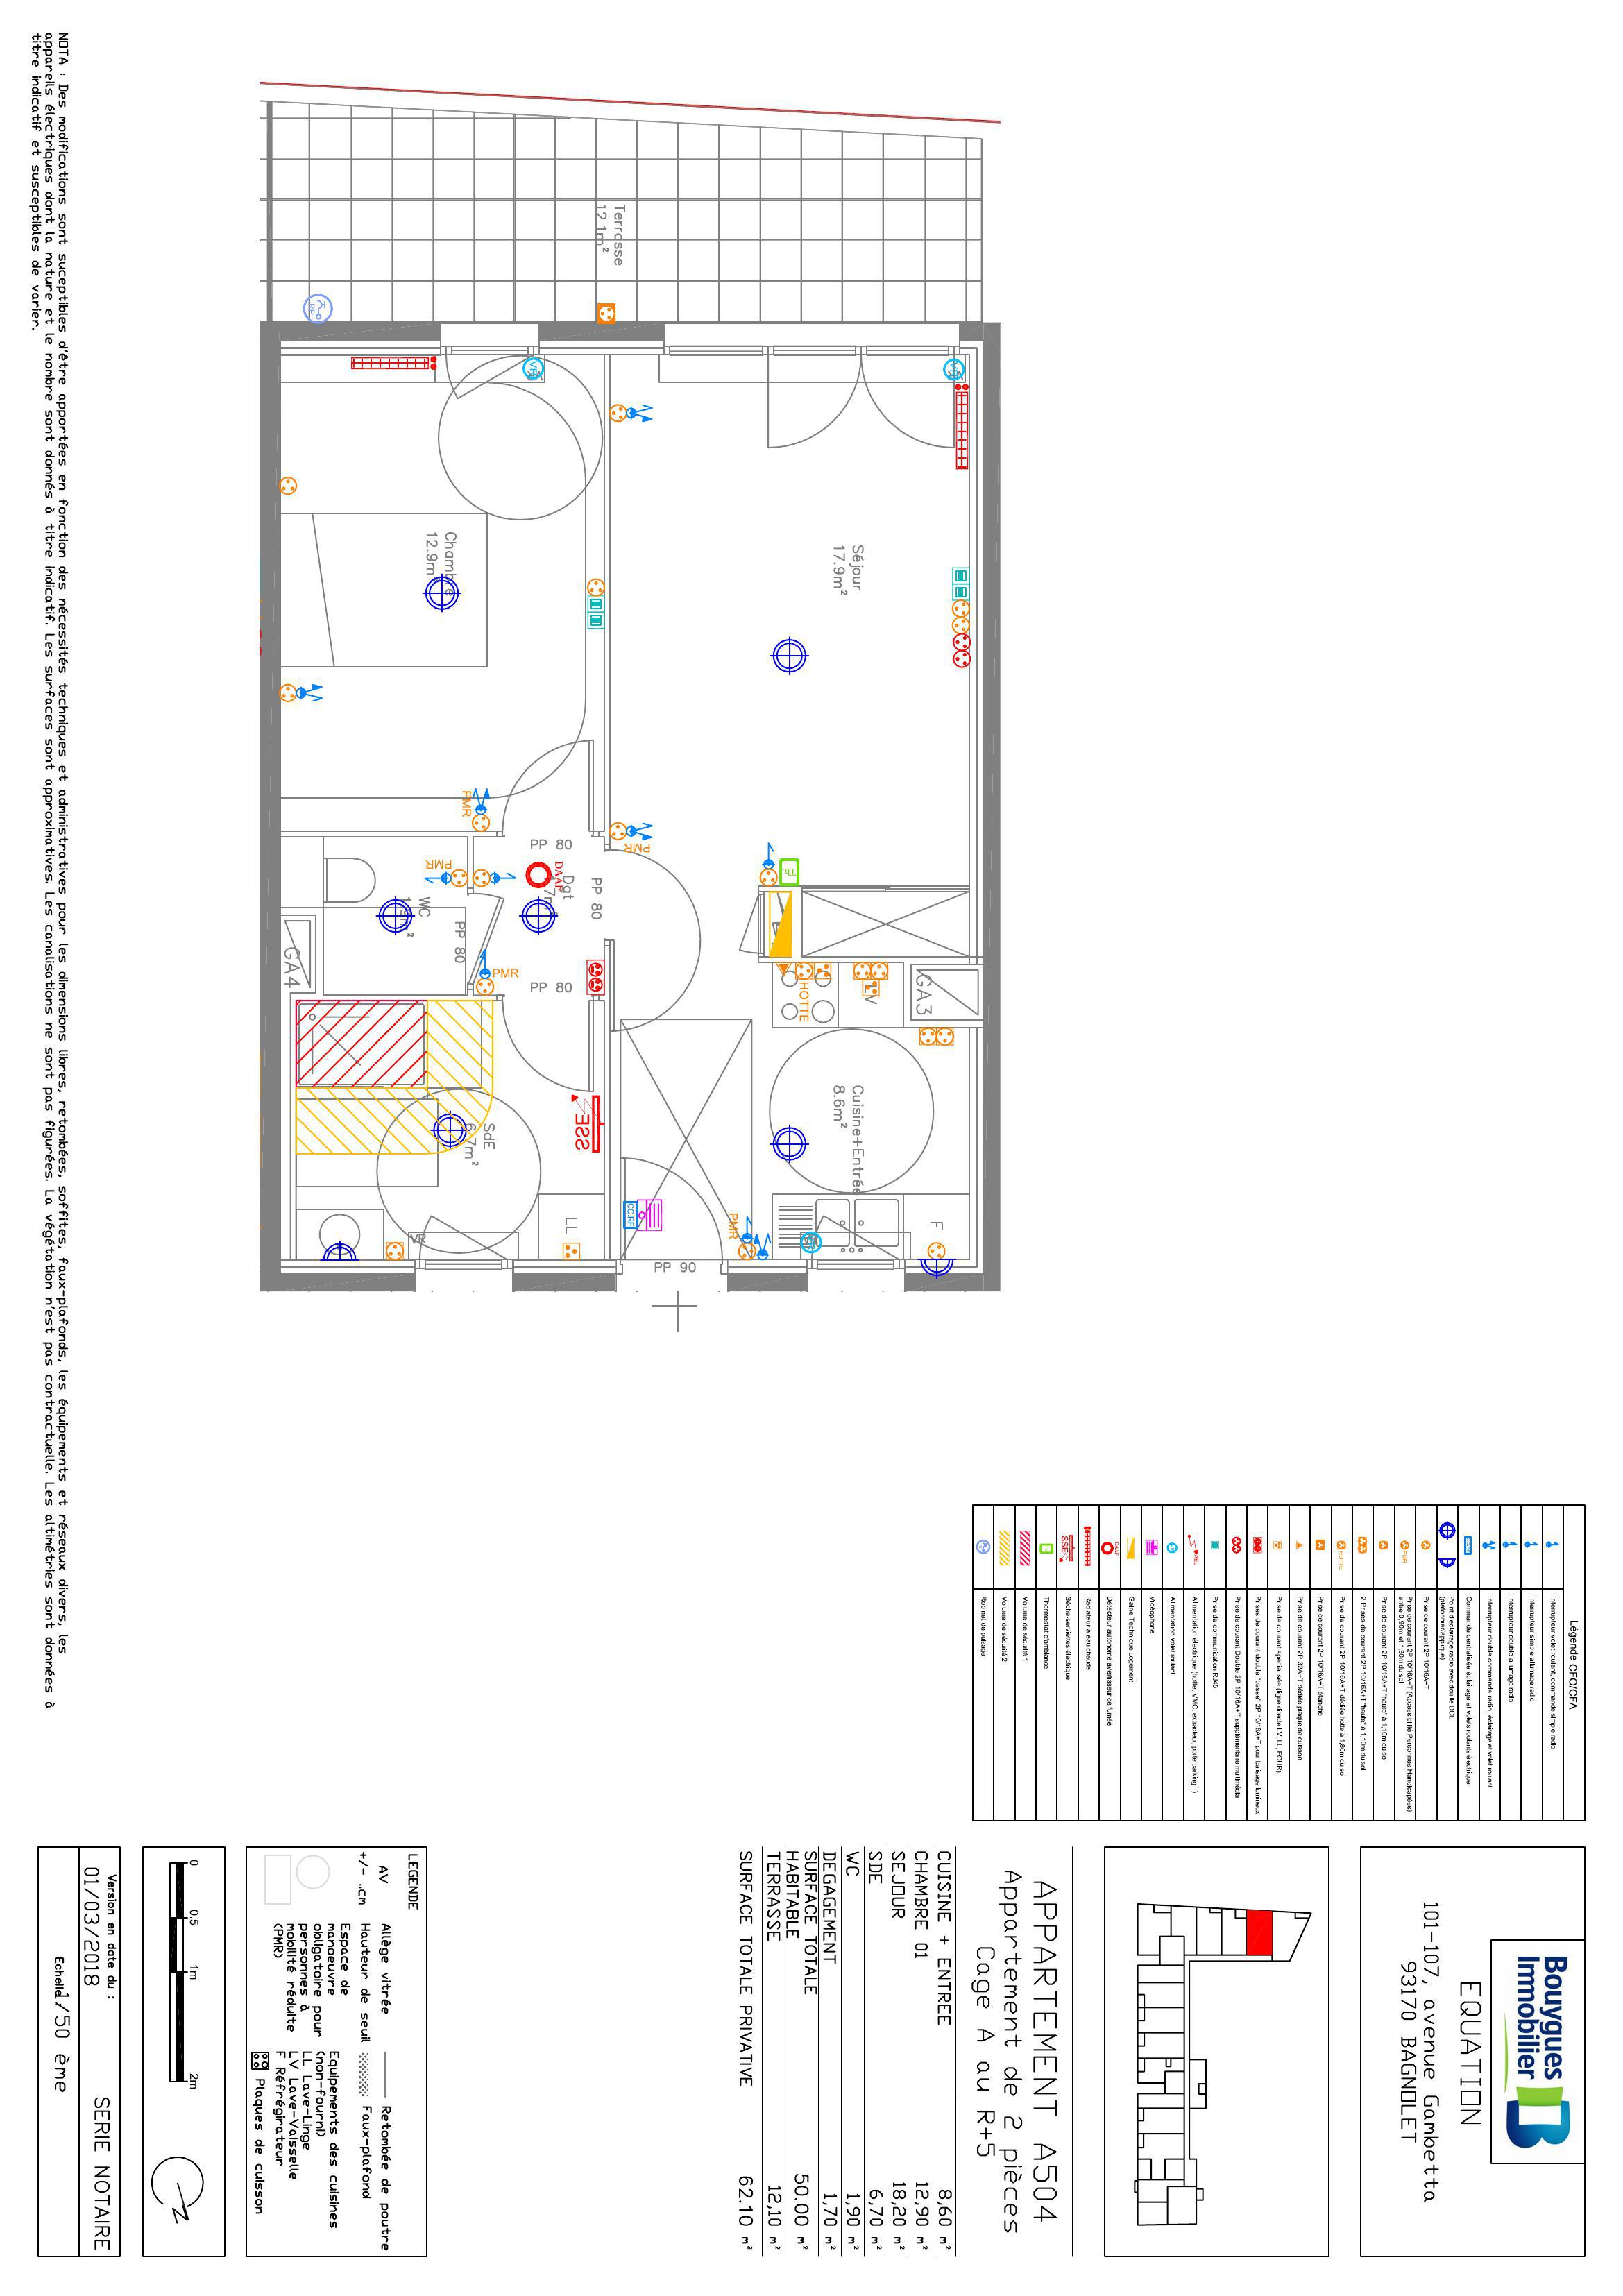 Bouygues
Immobilier
EQUATION
101-107, avenue Gambetta
93170 BAGNOLET
APPARTEMENT A504
Appartement de 2 pièces
Cage A au R+5
CUISINE + ENTREE 8,60 m²
CHAMBRE 01 12,90 m²
SEJOUR 18,20 m²
SDE 6,70 m²
WC 1,90 m²
DEGAGEMENT 1,70 m²
SURFACE TOTALE
HABITABLE 50.00 m²
TERRASSE 12,10 m²
SURFACE TOTALE PRIVATIVE 62.10 m²
LEGENDE
AV Allège vitrée
+/- ..cm Hauteur de seuil
Espace de
manoeuvre
obligatoire pour
personnes à
mobilité réduite
(PMR)
Retombée de poutre
Faux-plafond
Equipements des cuisines
(non-fourni)
LL Lave-Linge
LV Lave-Vaisselle
F Réfrigérateur
Plaques de cuisson
0 0.5 1m 2m
Version en date du :
01/03/2018
SERIE NOTAIRE
Echelle 1/50 ème
Légende CFO/CFA
Interrupteur volet roulant, commande simple radio
Interrupteur simple allumage radio
Interrupteur double allumage radio
Interrupteur double commande radio, éclairage et volet roulant
Commande centralisée éclairage et volets roulants électrique
Point d'éclairage radio avec douille DCL
(plafonnier/applique)
Prise de courant 2P 10/16A+T
PMR
Prise de courant 2P 10/16A+T (Accessibilité Personnes Handicapées)
entre 0,90m et 1,30m du sol
Prise de courant 2P 10/16A+T "haute" à 1,10m du sol
2 Prises de courant 2P 10/16A+T "haute" à 1,10m du sol
HOTTE
Prise de courant 2P 10/16A+T dédiée hotte à 1,80m du sol
Prise de courant 2P 10/16A+T étanche
Prise de courant 2P 32A+T dédiée plaque de cuisson
Prise de courant spécialisée (ligne directe LV, LL, FOUR)
Prises de courant double "basse" 2P 10/16A+T pour balisage lumineux
Prise de courant Double 2P 10/16A+T supplémentaire multimédia
Prise de communication RJ45
AEL
Alimentation électrique (hotte, VMC, extracteur, porte parking...)
Alimentation volet roulant
Vidéophone
Gaine Technique Logement
DAAF
Détecteur autonome avertisseur de fumée
Radiateur à eau chaude
SSE
Sèche-serviettes électrique
Thermostat d'ambiance
Volume de sécurité 1
Volume de sécurité 2
Robinet de puisage
Terrasse
12.1m²
Séjour
17.9m²
Chambre
12.9m²
Cuisine+Entrée
8.6m²
SdE
6.7m²
WC
Dgt
DAAF
PP 80
PP 80
PP 80
PP 80
PP 90
PMR
PMR
PMR
PMR
PMR
GA3
GA4
HOTTE
LV
LL
F
SSE
VR
VR
NOTA : Des modifications sont suceptibles d'être apportées en fonction des nécessités techniques et administratives pour les dimensions libres, retombées, soffites, faux-plafonds, les équipements et réseaux divers, les
appareils électriques dont la nature et le nombre sont donnés à titre indicatif. Les surfaces sont approximatives. Les canalisations ne sont pas figurées. La végétation n'est pas contractuelle. Les altimétries sont données à
titre indicatif et susceptibles de varier.